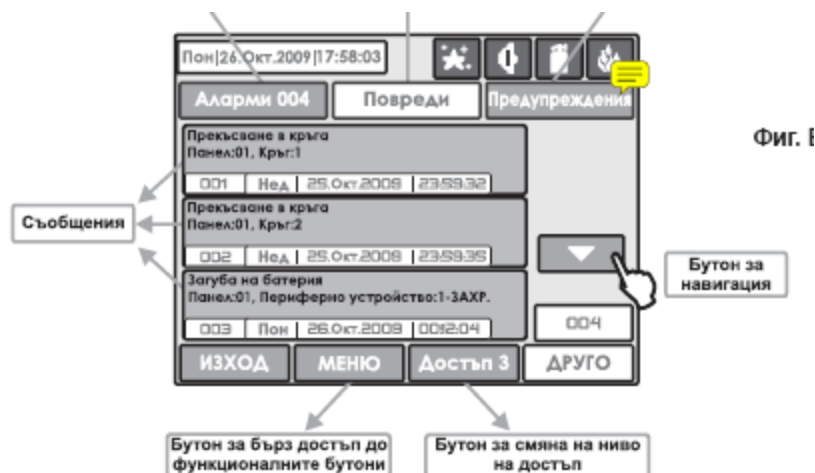 Пон|26.Окт.2009|17:58:03
Аларми 004
Повреди
Предупреждения
Прекъсване в кръга
Панел:01, Кръг:1
001 | Нед | 25.Окт.2009 | 23:59:32
Прекъсване в кръга
Панел:01, Кръг:2
002 | Нед | 25.Окт.2009 | 23:59:35
Загуба на батерия
Панел:01, Периферно устройство:1-ЗАХР.
003 | Пон | 26.Окт.2009 | 00:12:04
004
ИЗХОД
МЕНЮ
Достъп 3
ДРУГО
Съобщения
Фиг.
Бутон за
навигация
Бутон за бърз достъп до
функционалните бутони
Бутон за смяна на ниво
на достъп